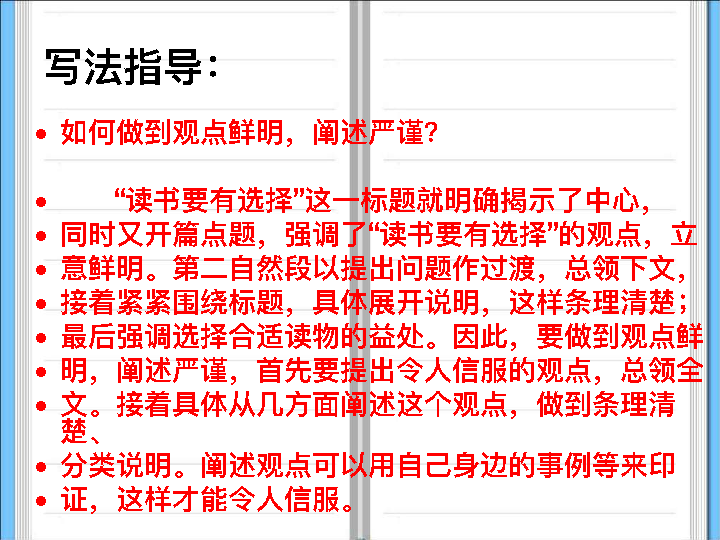 写法指导：
• 如何做到观点鲜明，阐述严谨？
• “读书要有选择”这一标题就明确揭示了中心，
• 同时又开篇点题，强调了“读书要有选择”的观点，立
• 意鲜明。第二自然段以提出问题作过渡，总领下文，
• 接着紧紧围绕标题，具体展开说明，这样条理清楚；
• 最后强调选择合适读物的益处。因此，要做到观点鲜
• 明，阐述严谨，首先要提出令人信服的观点，总领全
• 文。接着具体从几方面阐述这个观点，做到条理清
楚、
• 分类说明。阐述观点可以用自己身边的事例等来印
• 证，这样才能令人信服。